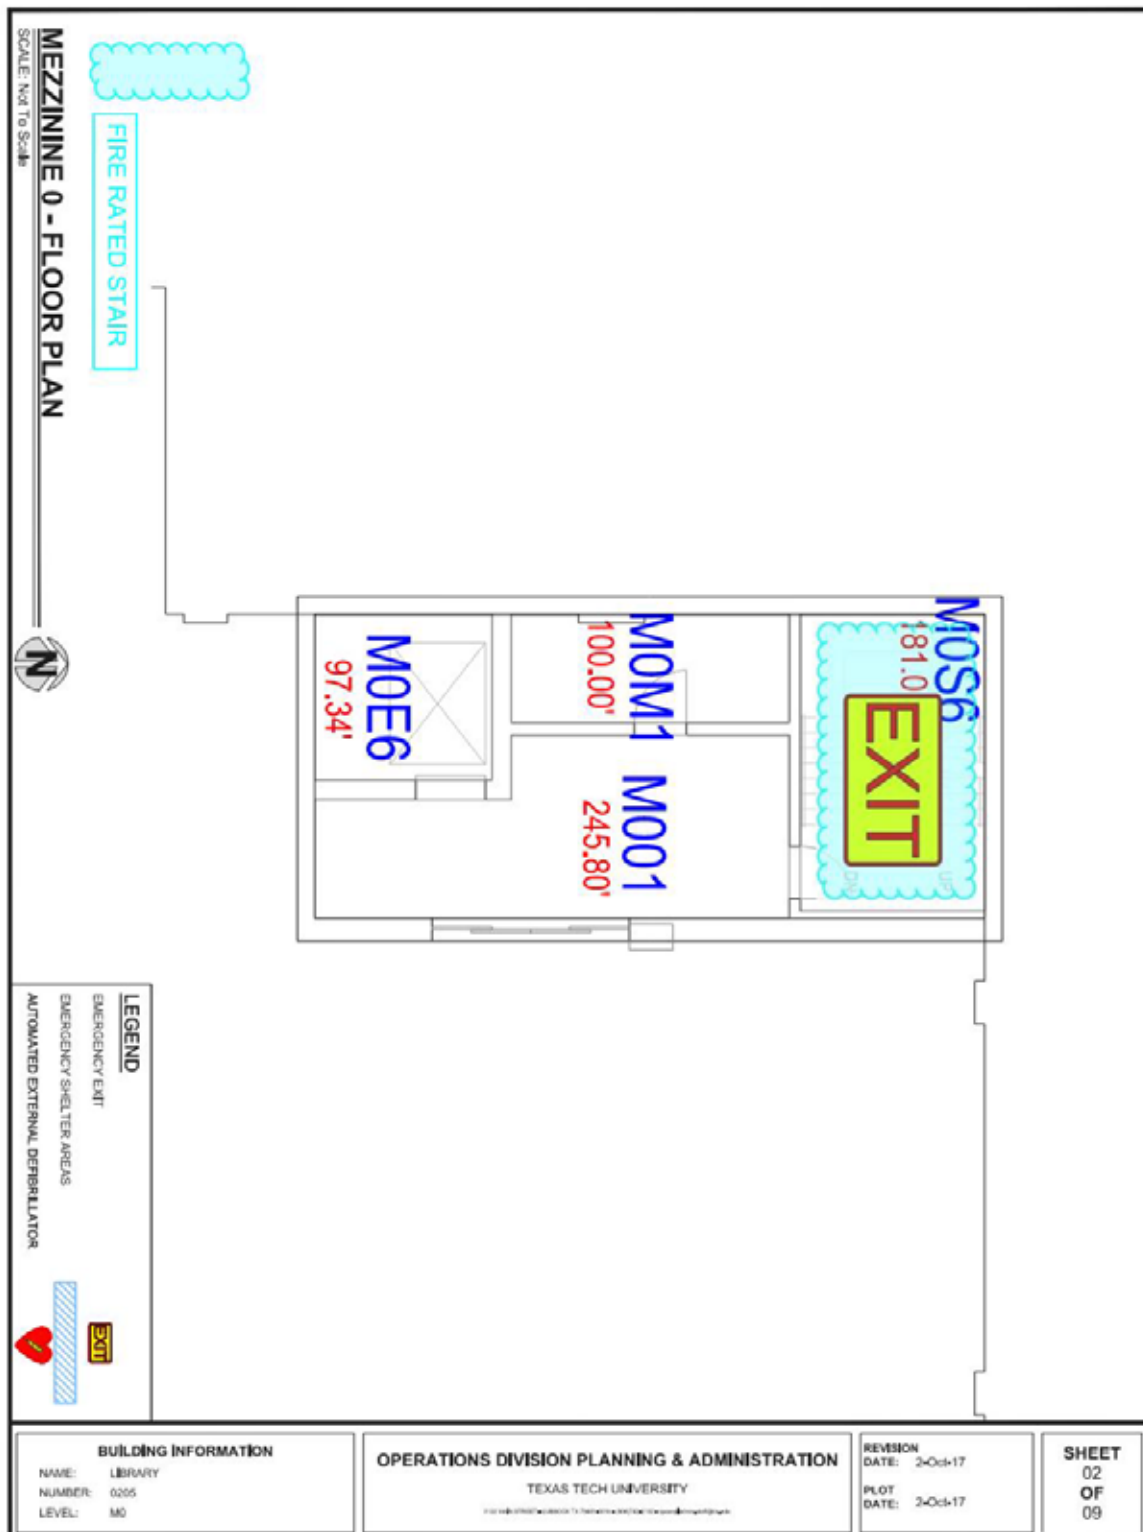 MEZZININE 0 - FLOOR PLAN
SCALE: Not To Scale
N
FIRE RATED STAIR
M0S6
181.0
EXIT
M0M1
100.00'
M001
245.80'
M0E6
97.34'
UP
DN
LEGEND
EMERGENCY EXIT
EXIT
EMERGENCY SHELTER AREAS
AUTOMATED EXTERNAL DEFIBRILLATOR
BUILDING INFORMATION
NAME: LIBRARY
NUMBER: 0205
LEVEL: M0
OPERATIONS DIVISION PLANNING & ADMINISTRATION
TEXAS TECH UNIVERSITY
REVISION
DATE: 2-Oct-17
PLOT
DATE: 2-Oct-17
SHEET
02
OF
09